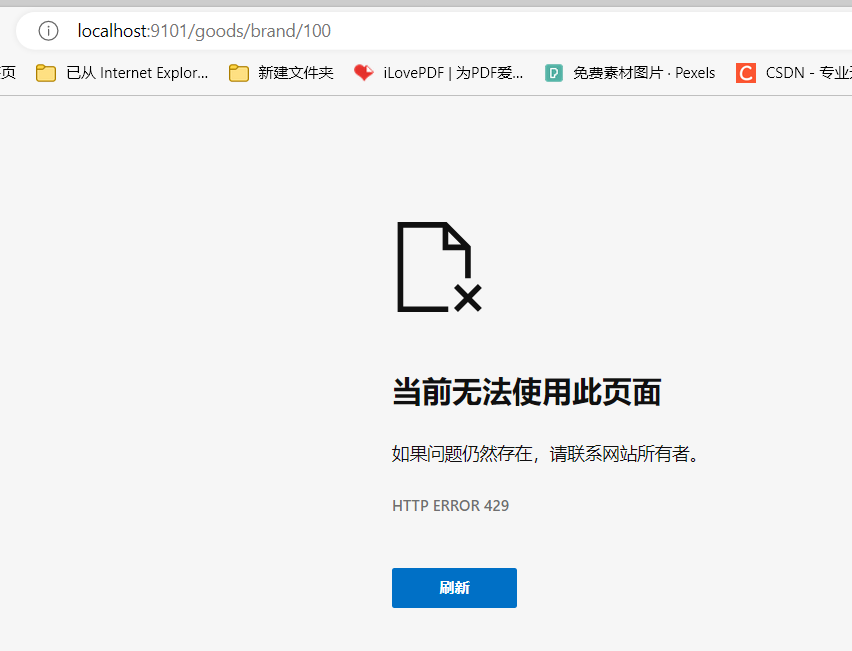 localhost:9101/goods/brand/100
页 已从 Internet Explor... 新建文件夹 iLovePDF | 为PDF爱... D 免费素材图片 · Pexels C CSDN - 专业
当前无法使用此页面
如果问题仍然存在，请联系网站所有者。
HTTP ERROR 429
刷新